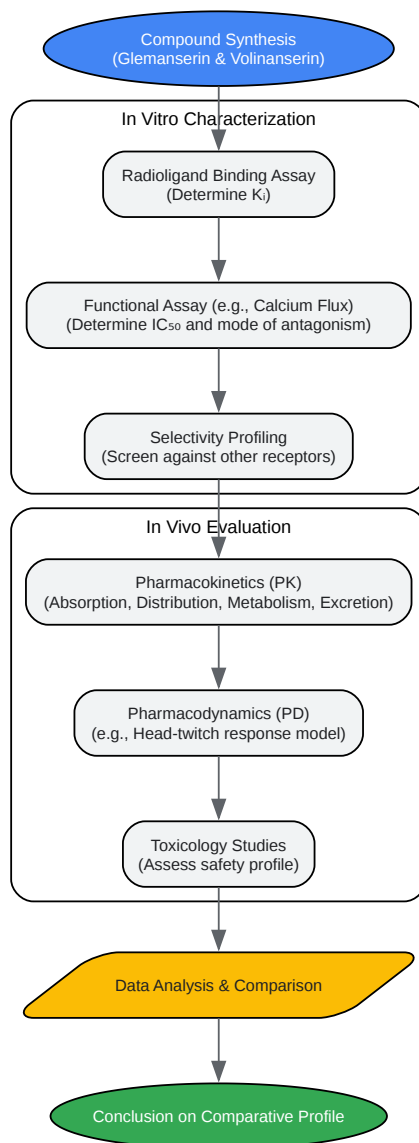 Compound Synthesis
(Glemanserin & Volinanserin)
In Vitro Characterization
Radioligand Binding Assay
(Determine Kᵢ)
Functional Assay (e.g., Calcium Flux)
(Determine IC₅₀ and mode of antagonism)
Selectivity Profiling
(Screen against other receptors)
In Vivo Evaluation
Pharmacokinetics (PK)
(Absorption, Distribution, Metabolism, Excretion)
Pharmacodynamics (PD)
(e.g., Head-twitch response model)
Toxicology Studies
(Assess safety profile)
Data Analysis & Comparison
Conclusion on Comparative Profile